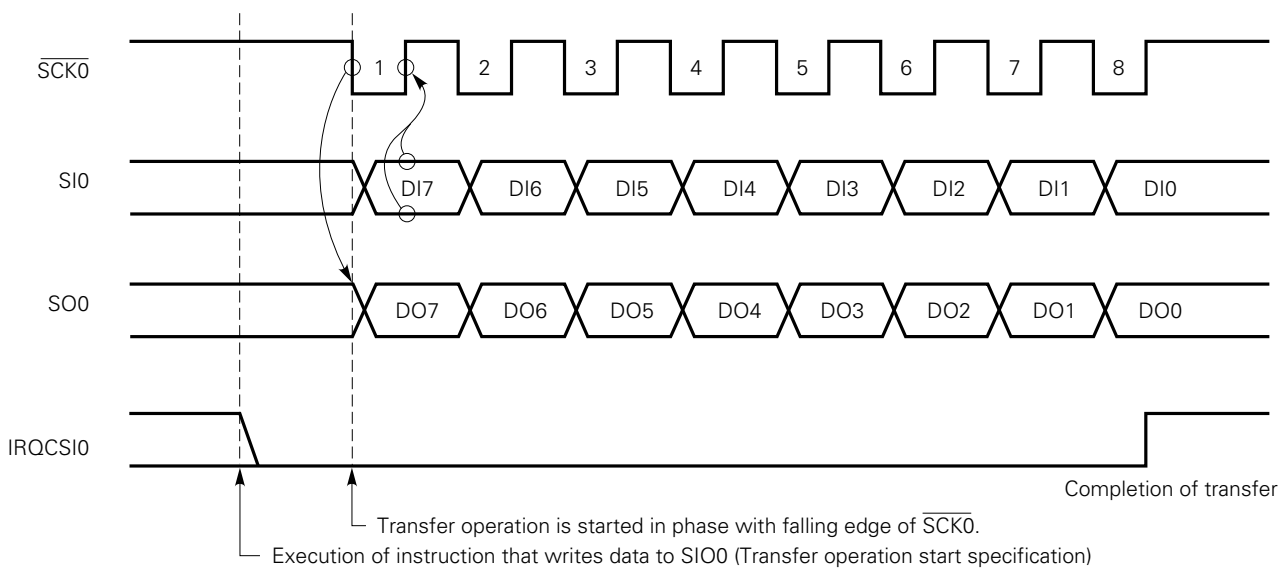 SCK0
1 2 3 4 5 6 7 8
SI0
DI7 DI6 DI5 DI4 DI3 DI2 DI1 DI0
SO0
DO7 DO6 DO5 DO4 DO3 DO2 DO1 DO0
IRQCSI0
Completion of transfer
Transfer operation is started in phase with falling edge of SCK0.
Execution of instruction that writes data to SIO0 (Transfer operation start specification)